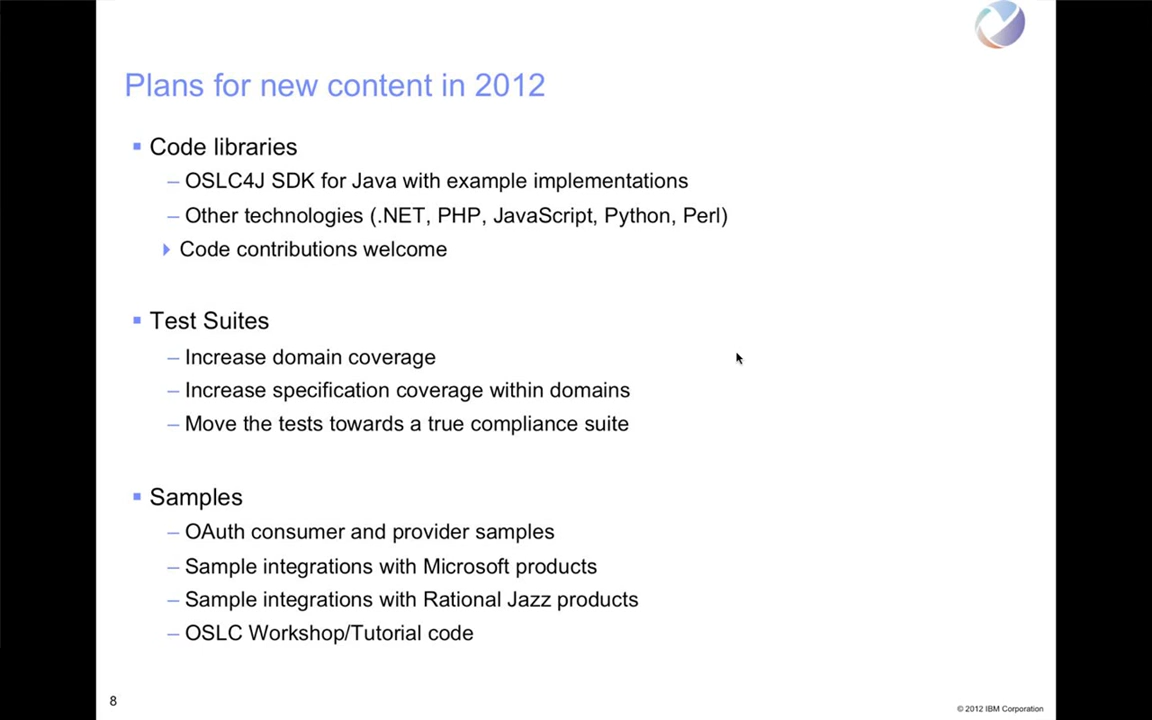 Plans for new content in 2012
Code libraries
– OSLC4J SDK for Java with example implementations
– Other technologies (.NET, PHP, JavaScript, Python, Perl)
Code contributions welcome
Test Suites
– Increase domain coverage
– Increase specification coverage within domains
– Move the tests towards a true compliance suite
Samples
– OAuth consumer and provider samples
– Sample integrations with Microsoft products
– Sample integrations with Rational Jazz products
– OSLC Workshop/Tutorial code
8
© 2012 IBM Corporation